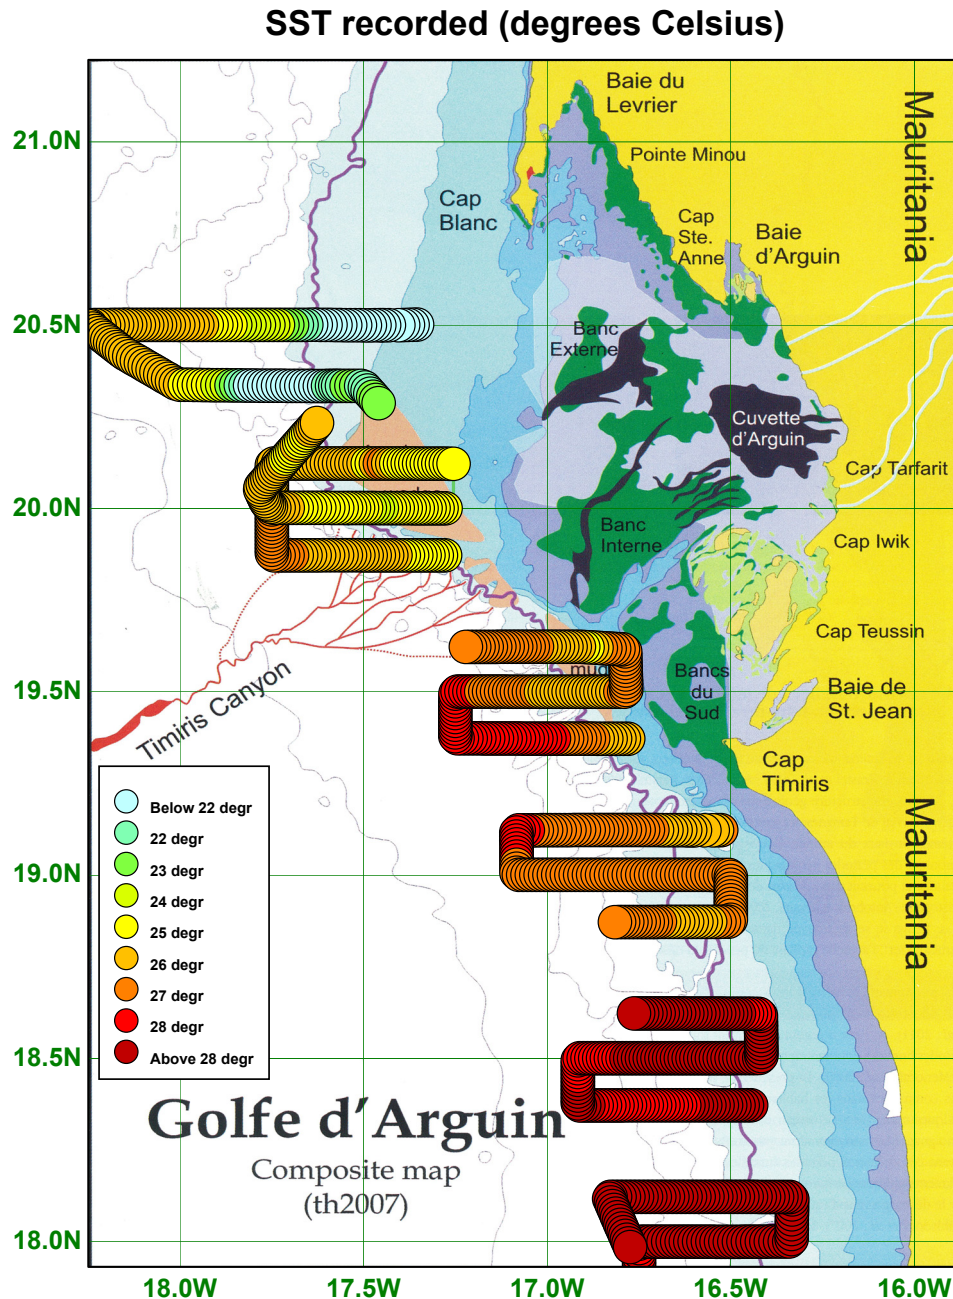 SST recorded (degrees Celsius)
21.0N
20.5N
20.0N
19.5N
19.0N
18.5N
18.0N
18.0W
17.5W
17.0W
16.5W
16.0W
Baie du
Levrier
Pointe Minou
Cap
Blanc
Cap
Ste.
Anne
Baie
d'Arguin
Mauritania
Banc
Externe
Cuvette
d'Arguin
Cap Tarfarit
Banc
Interne
Cap Iwik
Cap Teussin
mud
Bancs
du
Sud
Baie de
St. Jean
Timiris Canyon
Cap
Timiris
Mauritania
Below 22 degr
22 degr
23 degr
24 degr
25 degr
26 degr
27 degr
28 degr
Above 28 degr
Golfe d'Arguin
Composite map
(th2007)